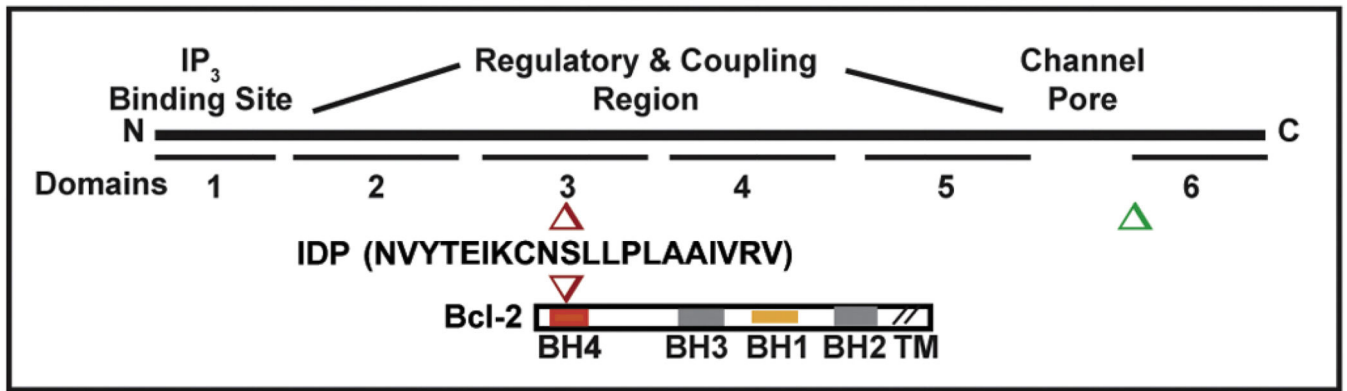 IP3
Binding Site
Regulatory & Coupling
Region
Channel
Pore
N
C
Domains 1 2 3 4 5 6
IDP (NVYTEIKCNSLLPLAAIVRV)
Bcl-2
BH4 BH3 BH1 BH2 TM